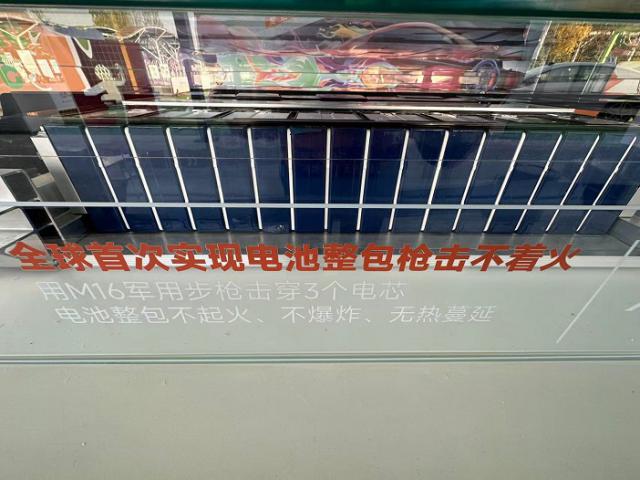 全球首次实现电池整包枪击不着火
用M16军用步枪击穿3个电芯
电池整包不起火、不爆炸、无热蔓延